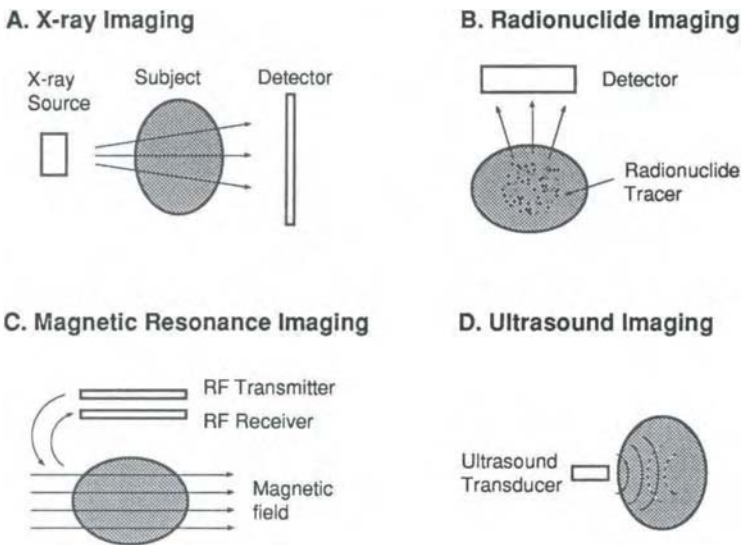 A. X-ray Imaging
X-ray
Source
Subject
Detector
B. Radionuclide Imaging
Detector
Radionuclide
Tracer
C. Magnetic Resonance Imaging
RF Transmitter
RF Receiver
Magnetic
field
D. Ultrasound Imaging
Ultrasound
Transducer